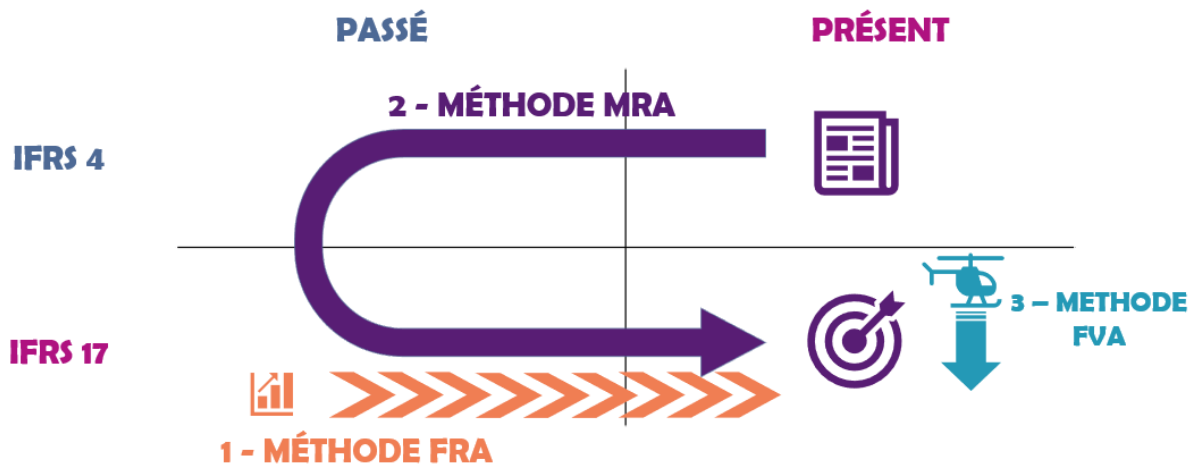 PASSÉ
PRÉSENT
2 - MÉTHODE MRA
IFRS 4
3 – METHODE
FVA
IFRS 17
1 - MÉTHODE FRA